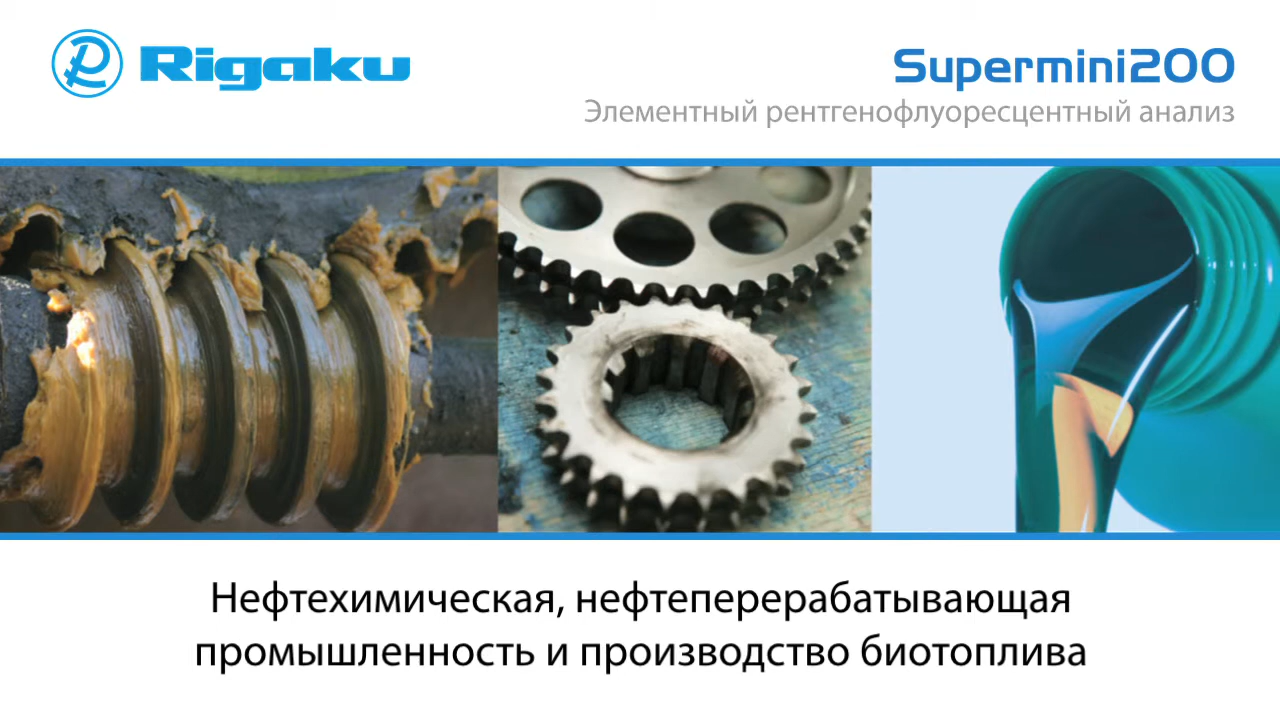 Rigaku
Supermini200
Элементный рентгенофлуоресцентный анализ
Нефтехимическая, нефтеперерабатывающая
промышленность и производство биотоплива